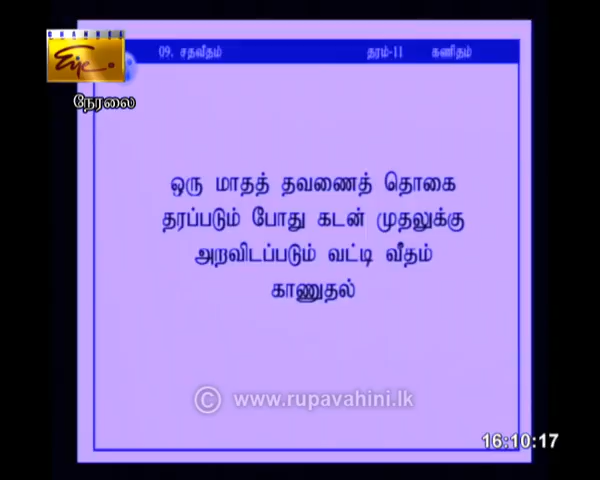 CHANNEL
Eye
நேரலை
09. சதவீதம் தரம்-11 கணிதம்
ஒரு மாதத் தவணைத் தொகை
தரப்படும் போது கடன் முதலுக்கு
அறவிடப்படும் வட்டி வீதம்
காணுதல்
© www.rupavahini.lk
16:10:17